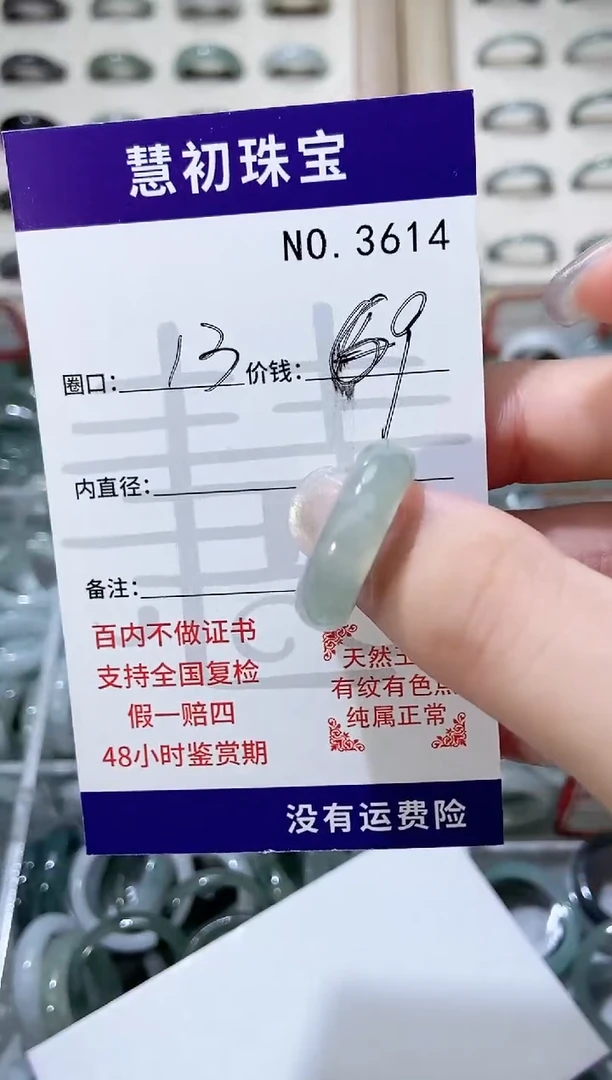 慧初珠宝
NO.3614
圈口: 13 价钱: 69
内直径:
备注:
百内不做证书
支持全国复检
假一赔四
48小时鉴赏期
天然
有纹有色
纯属正常
没有运费险